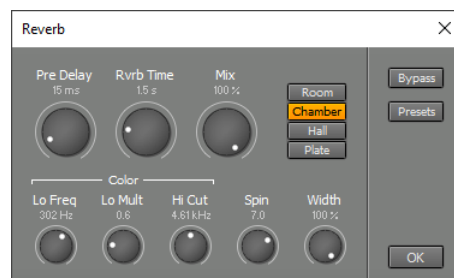 Reverb
Pre Delay Rvrb Time Mix
15 ms 1.5 s 100 %
Room
Chamber
Hall
Plate
Bypass
Presets
Color
Lo Freq Lo Mult Hi Cut Spin Width
302 Hz 0.6 4.61 kHz 7.0 100 %
OK